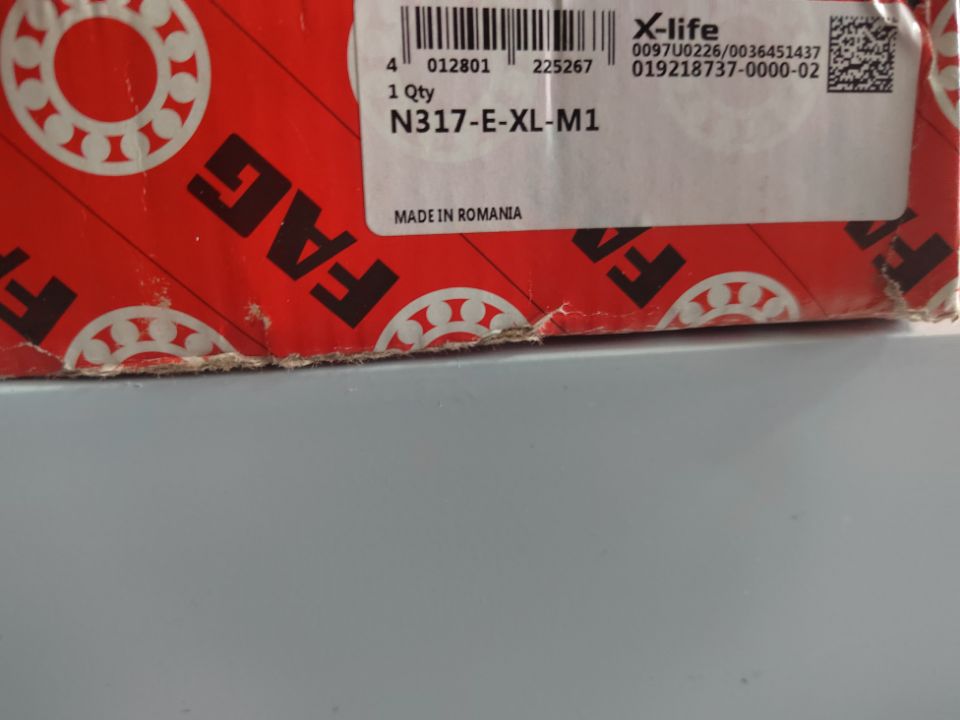 X-life
0097U0226/0036451437
019218737-0000-02
4 012801 225267
1 Qty
N317-E-XL-M1
MADE IN ROMANIA
FAG
FAG
FAG
FAG